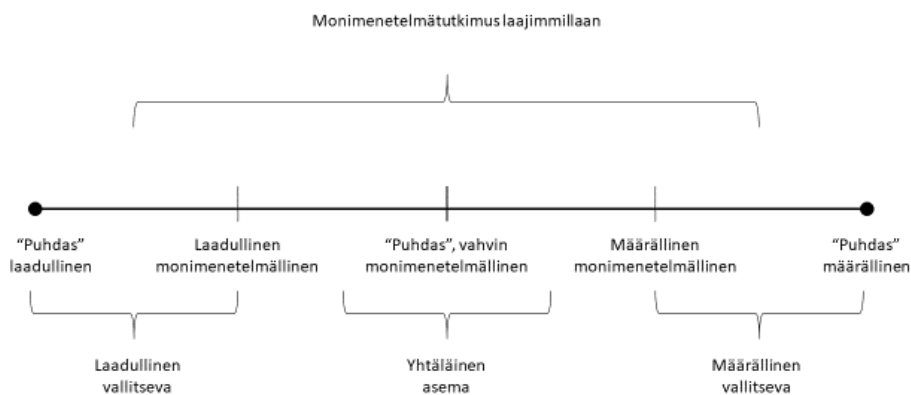 Monimenetelmätutkimus laajimmillaan
"Puhdas"
laadullinen
Laadullinen
monimenetelmällinen
"Puhdas", vahvin
monimenetelmällinen
Määrällinen
monimenetelmällinen
"Puhdas"
määrällinen
Laadullinen
vallitseva
Yhtäläinen
asema
Määrällinen
vallitseva